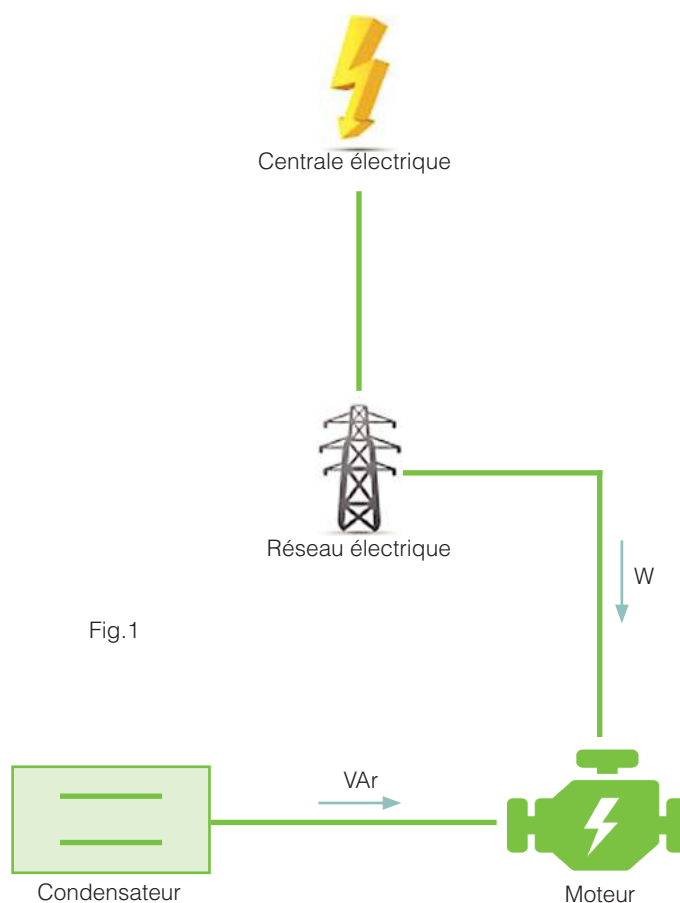 Centrale électrique
Réseau électrique
W
Fig.1
VAr
Condensateur
Moteur